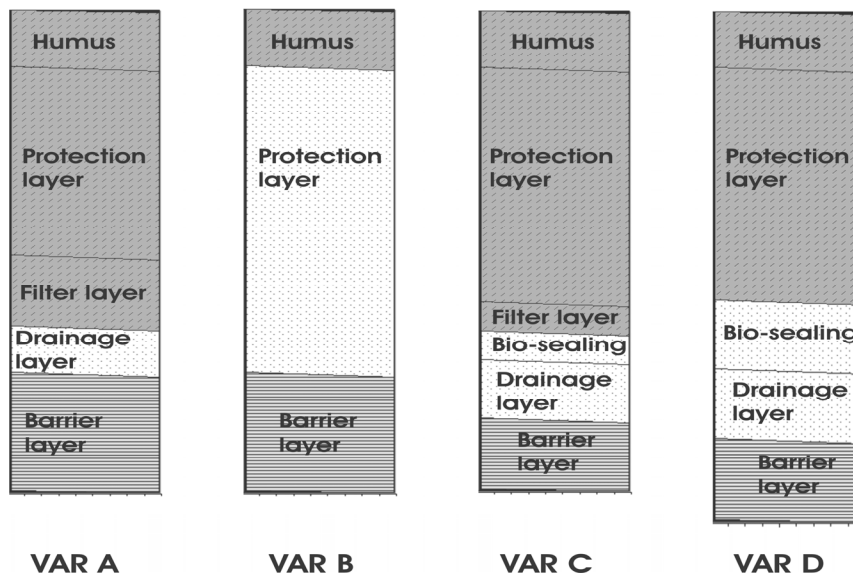 Humus
Protection
layer
Filter layer
Drainage
layer
Barrier
layer
VAR A
Humus
Protection
layer
Barrier
layer
VAR B
Humus
Protection
layer
Filter layer
Bio-sealing
Drainage
layer
Barrier
layer
VAR C
Humus
Protection
layer
Bio-sealing
Drainage
layer
Barrier
layer
VAR D